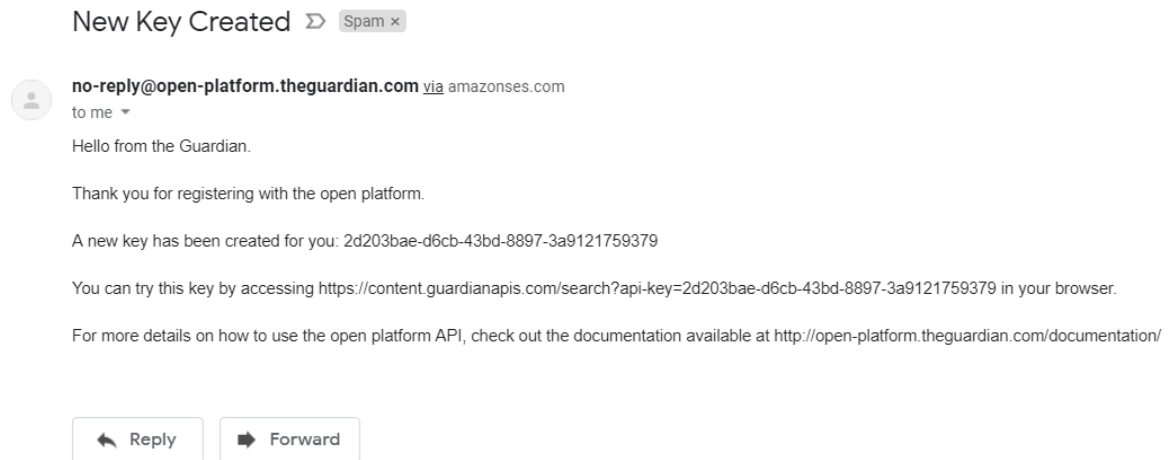 New Key Created Spam ×
no-reply@open-platform.theguardian.com via amazonses.com
to me
Hello from the Guardian.
Thank you for registering with the open platform.
A new key has been created for you: 2d203bae-d6cb-43bd-8897-3a9121759379
You can try this key by accessing https://content.guardianapis.com/search?api-key=2d203bae-d6cb-43bd-8897-3a9121759379 in your browser.
For more details on how to use the open platform API, check out the documentation available at http://open-platform.theguardian.com/documentation/
Reply Forward